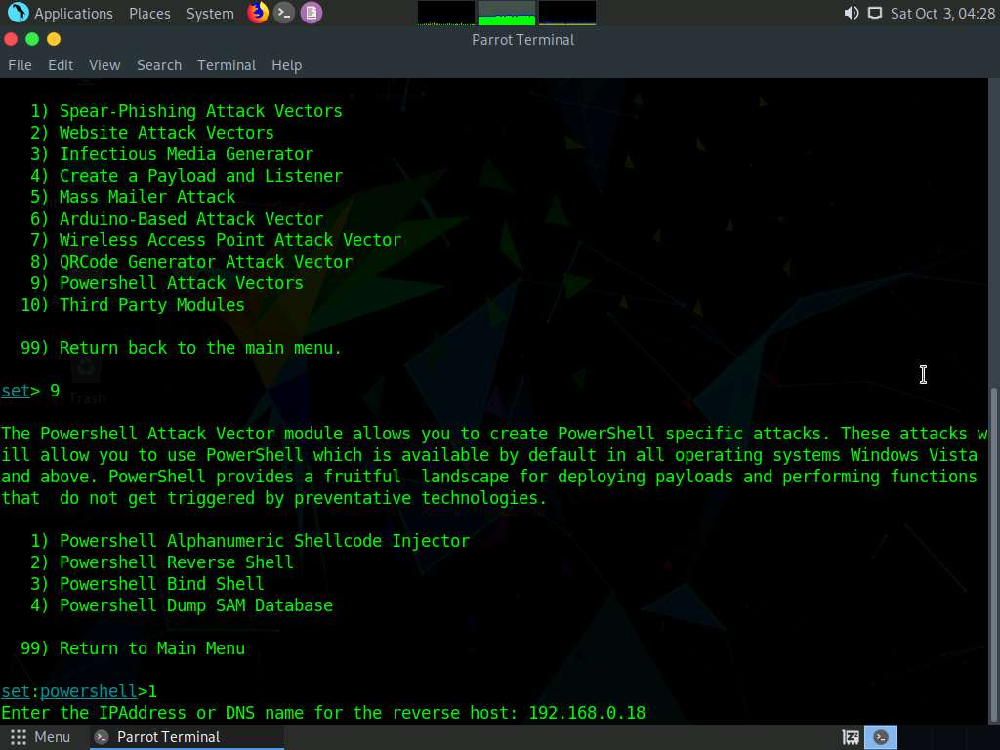 Applications Places System Sat Oct 3, 04:28
Parrot Terminal
File Edit View Search Terminal Help
1) Spear-Phishing Attack Vectors
2) Website Attack Vectors
3) Infectious Media Generator
4) Create a Payload and Listener
5) Mass Mailer Attack
6) Arduino-Based Attack Vector
7) Wireless Access Point Attack Vector
8) QRCode Generator Attack Vector
9) Powershell Attack Vectors
10) Third Party Modules
99) Return back to the main menu.
set> 9
Trash
The Powershell Attack Vector module allows you to create PowerShell specific attacks. These attacks w
ill allow you to use PowerShell which is available by default in all operating systems Windows Vista
and above. PowerShell provides a fruitful  landscape for deploying payloads and performing functions
that  do not get triggered by preventative technologies.
1) Powershell Alphanumeric Shellcode Injector
2) Powershell Reverse Shell
3) Powershell Bind Shell
4) Powershell Dump SAM Database
99) Return to Main Menu
set:powershell>1
Enter the IPAddress or DNS name for the reverse host: 192.168.0.18
Menu Parrot Terminal